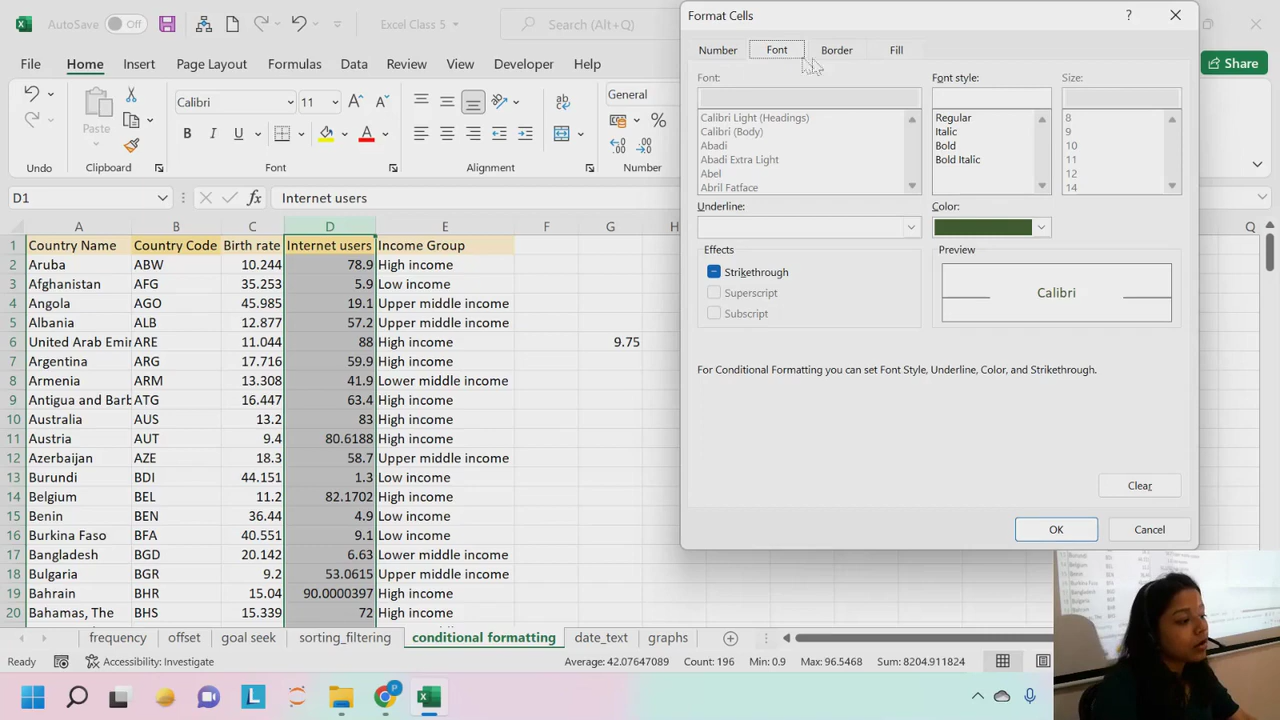 AutoSave Off Excel Class 5 Search (Alt+Q)
Format Cells ?
File Home Insert Page Layout Formulas Data Review View Developer Help Share
Number Font Border Fill
Calibri 11 General
Paste
%
B I U
Undo Clipboard Font Alignment Number
Font: Font style: Size:
Calibri Light (Headings) Regular 8
Calibri (Body) Italic 9
Abadi Bold 10
Abadi Extra Light Bold Italic 11
Abel 12
Abril Fatface 14
Underline: Color:
Effects Preview
Strikethrough
Superscript
Subscript
Calibri
For Conditional Formatting you can set Font Style, Underline, Color, and Strikethrough.
Clear
OK Cancel
D1 fx Internet users
A B C D E F G H Q
1 Country Name Country Code Birth rate Internet users Income Group
2 Aruba ABW 10.244 78.9 High income
3 Afghanistan AFG 35.253 5.9 Low income
4 Angola AGO 45.985 19.1 Upper middle income
5 Albania ALB 12.877 57.2 Upper middle income
6 United Arab Emir ARE 11.044 88 High income 9.75
7 Argentina ARG 17.716 59.9 High income
8 Armenia ARM 13.308 41.9 Lower middle income
9 Antigua and Barb ATG 16.447 63.4 High income
10 Australia AUS 13.2 83 High income
11 Austria AUT 9.4 80.6188 High income
12 Azerbaijan AZE 18.3 58.7 Upper middle income
13 Burundi BDI 44.151 1.3 Low income
14 Belgium BEL 11.2 82.1702 High income
15 Benin BEN 36.44 4.9 Low income
16 Burkina Faso BFA 40.551 9.1 Low income
17 Bangladesh BGD 20.142 6.63 Lower middle income
18 Bulgaria BGR 9.2 53.0615 Upper middle income
19 Bahrain BHR 15.04 90.0000397 High income
20 Bahamas, The BHS 15.339 72 High income
frequency offset goal seek sorting_filtering conditional formatting date_text graphs
Ready Accessibility: Investigate Average: 42.07647089 Count: 196 Min: 0.9 Max: 96.5468 Sum: 8204.911824